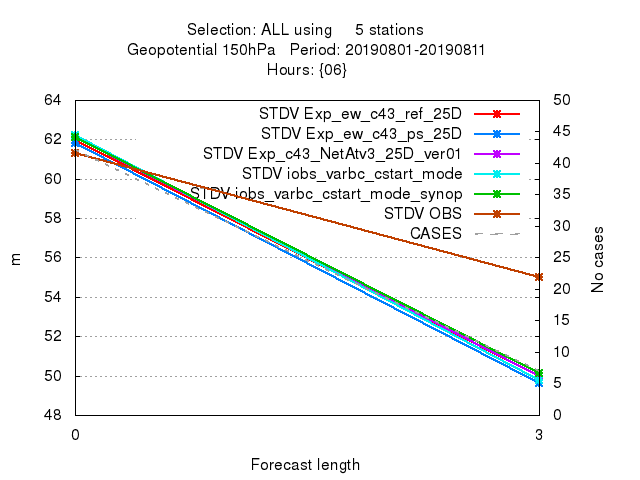 Selection: ALL using     5 stations
Geopotential 150hPa   Period: 20190801-20190811
Hours: {06}
64
62
60
58
56
54
52
50
48
m
50
45
40
35
30
25
20
15
10
5
0
No cases
STDV Exp_ew_c43_ref_25D
STDV Exp_ew_c43_ps_25D
STDV Exp_c43_NetAtv3_25D_ver01
STDV iobs_varbc_cstart_mode
STDV iobs_varbc_cstart_mode_synop
STDV OBS
CASES
0
3
Forecast length